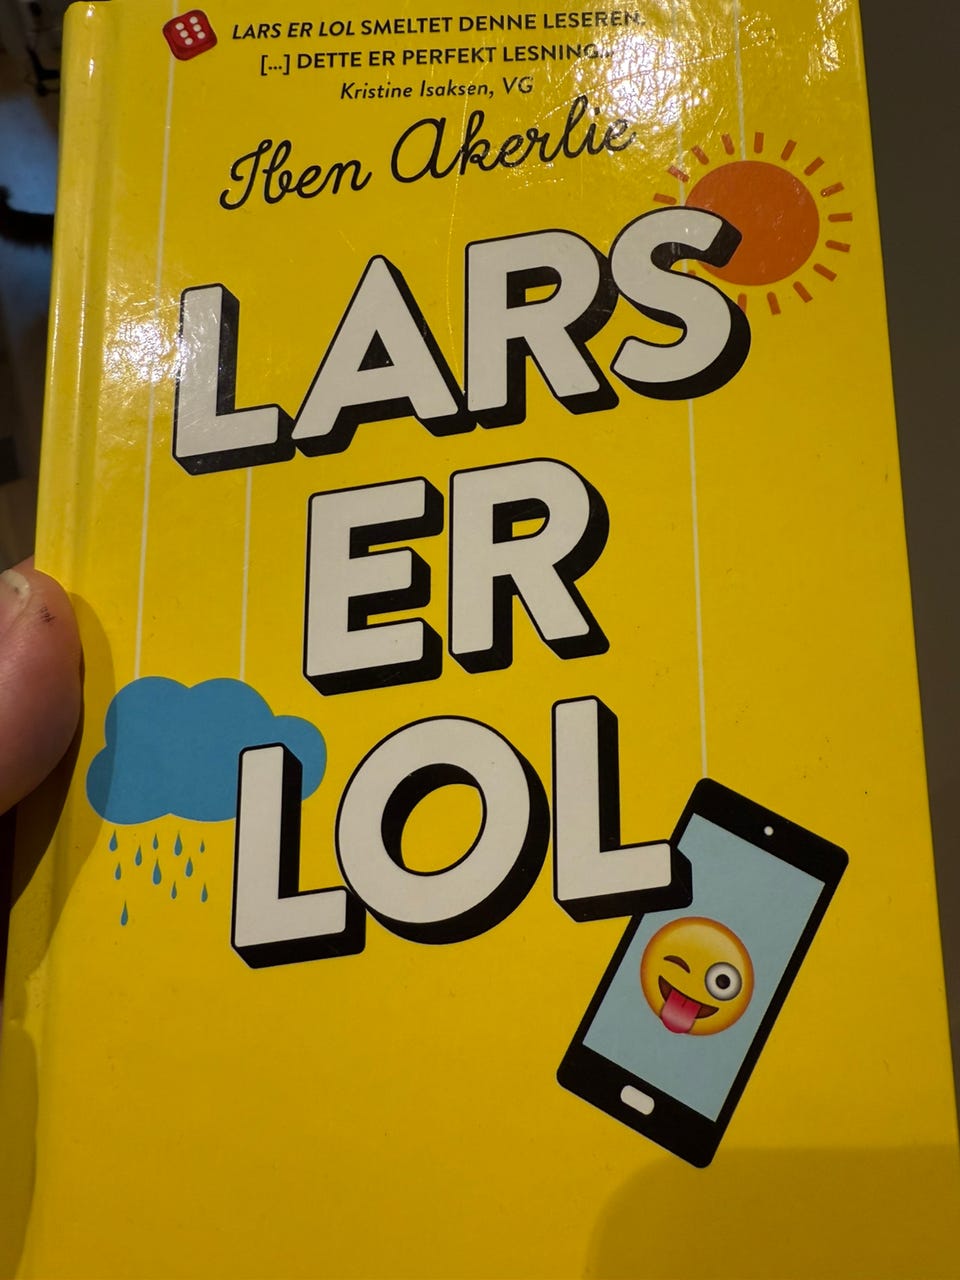 LARS ER LOL SMELTET DENNE LESEREN.
[...] DETTE ER PERFEKT LESNING...
Kristine Isaksen, VG
Iben Akerlie
LARS
ER
LOL